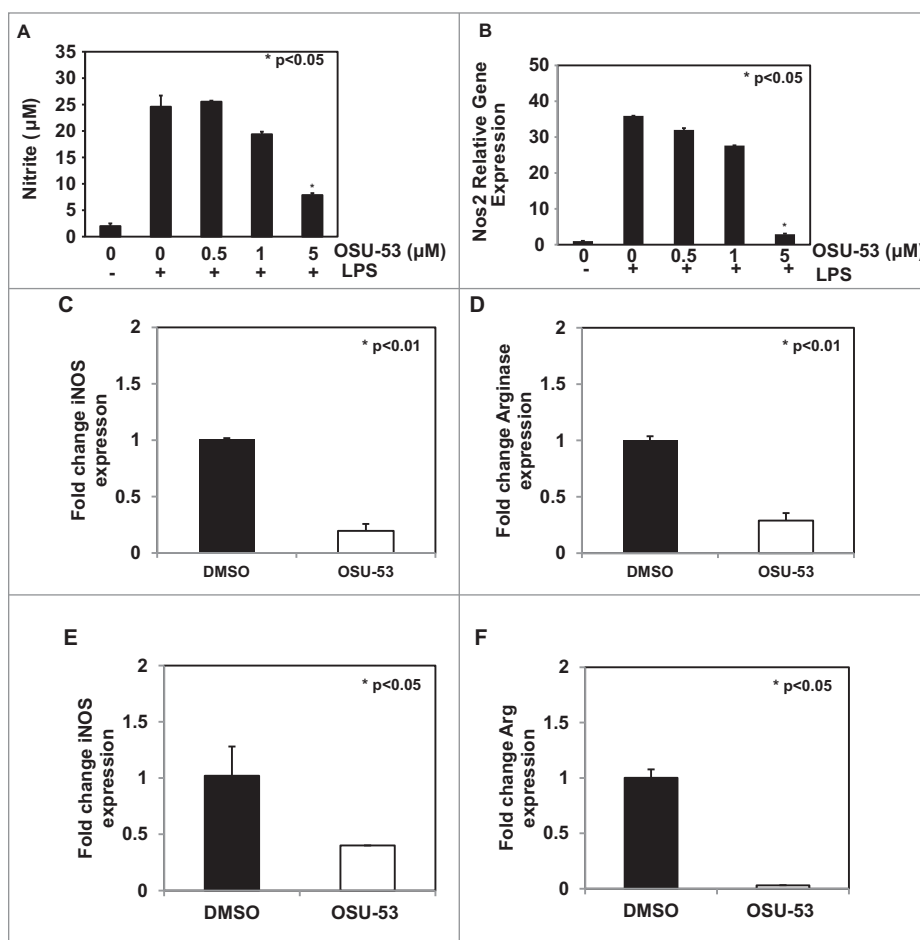 A
* p<0.05
Nitrite ( µM)
35
30
25
20
15
10
5
0
0 0 0.5 1 5 OSU-53 (µM)
- + + + + LPS
*
B
* p<0.05
Nos2 Relative Gene
Expression
50
40
30
20
10
0
0 0 0.5 1 5 OSU-53 (µM)
- + + + + LPS
*
C
* p<0.01
Fold change iNOS
expresson
2
1.5
1
0.5
0
DMSO OSU-53
D
* p<0.01
Fold change Arginase
expression
2
1.5
1
0.5
0
DMSO OSU-53
E
* p<0.05
Fold change iNOS
expression
2
1.5
1
0.5
0
DMSO OSU-53
F
* p<0.05
Fold change Arg
expression
2
1.5
1
0.5
0
DMSO OSU-53